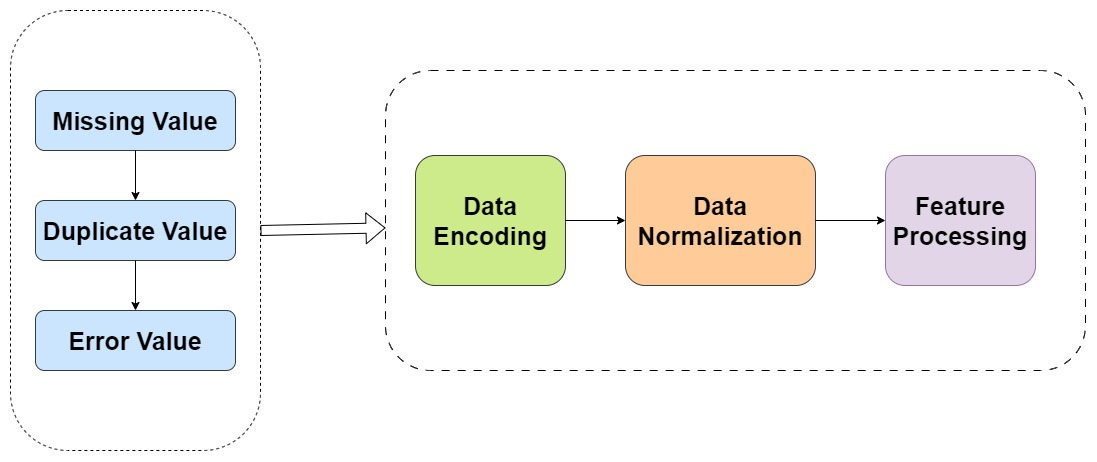 Missing Value
Duplicate Value
Error Value
Data
Encoding
Data
Normalization
Feature
Processing